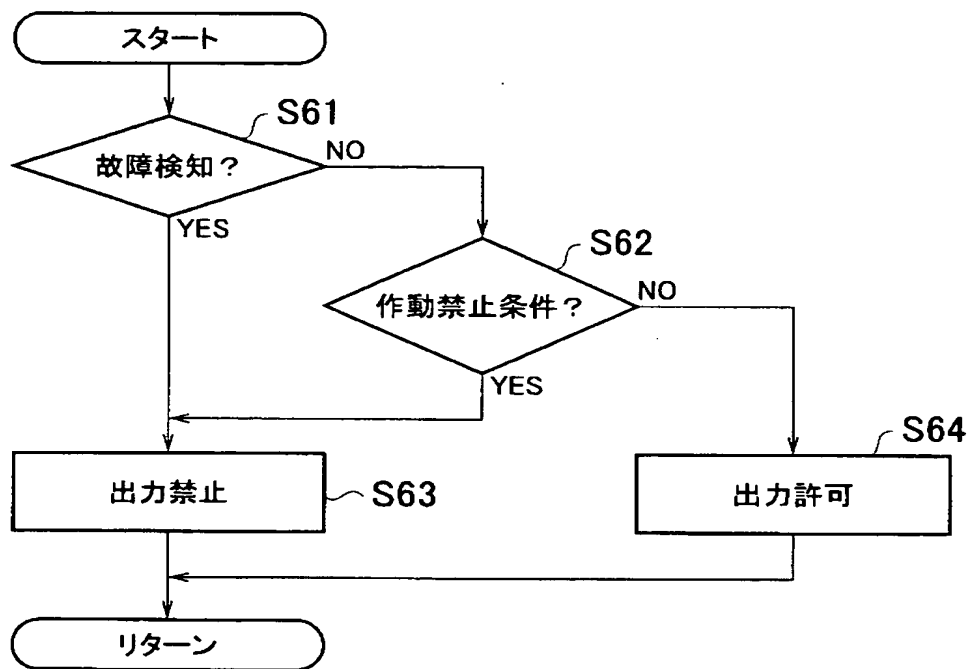 スタート
S61
故障検知?
NO
YES
S62
作動禁止条件?
NO
YES
S64
出力禁止
S63
出力許可
リターン